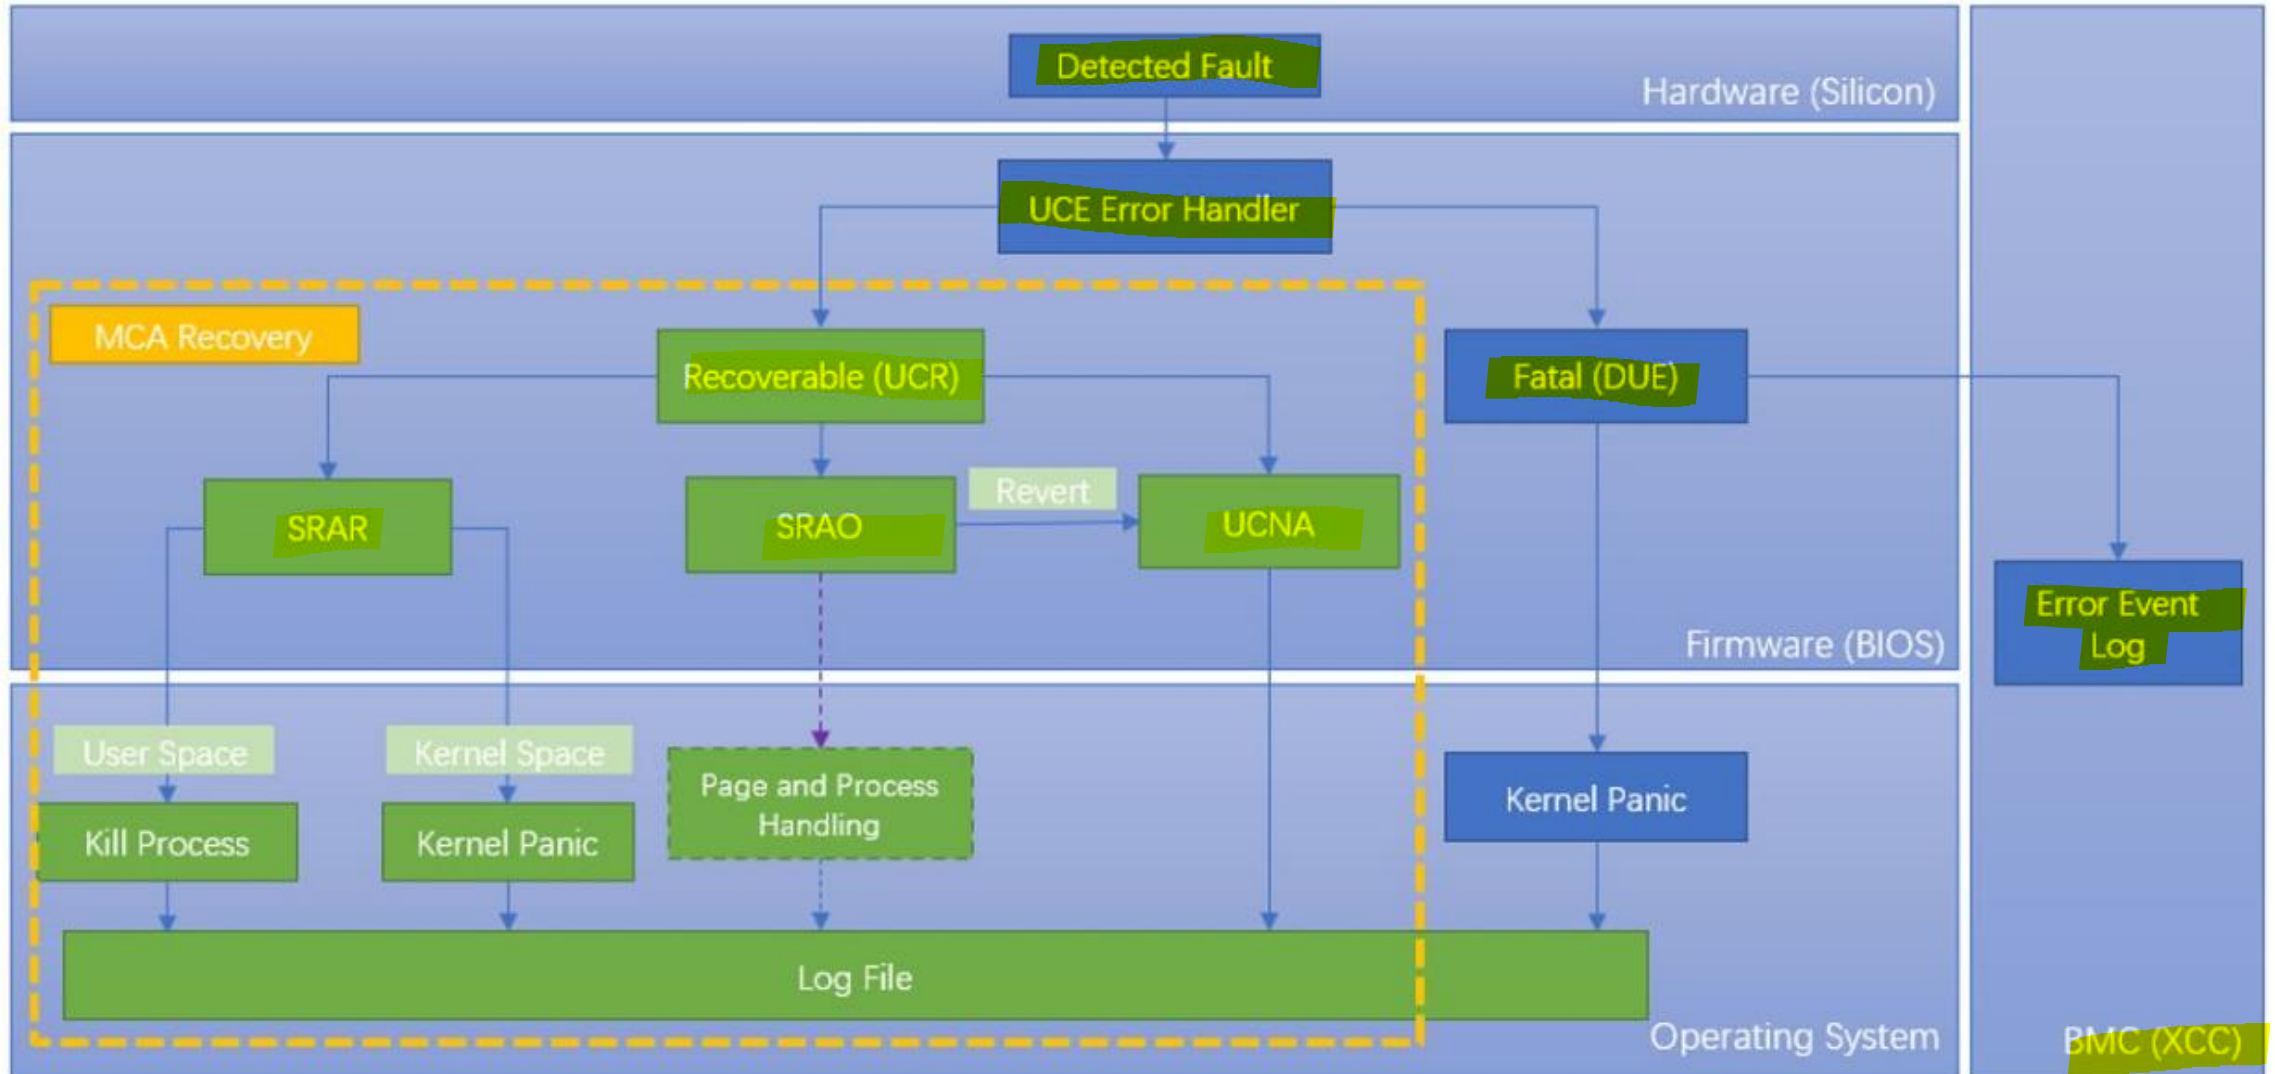 Detected Fault
Hardware (Silicon)
UCE Error Handler
MCA Recovery
Recoverable (UCR)
Fatal (DUE)
SRAR
SRAO
Revert
UCNA
Error Event
Log
Firmware (BIOS)
User Space
Kernel Space
Kill Process
Kernel Panic
Page and Process
Handling
Kernel Panic
Log File
Operating System
BMC (XCC)